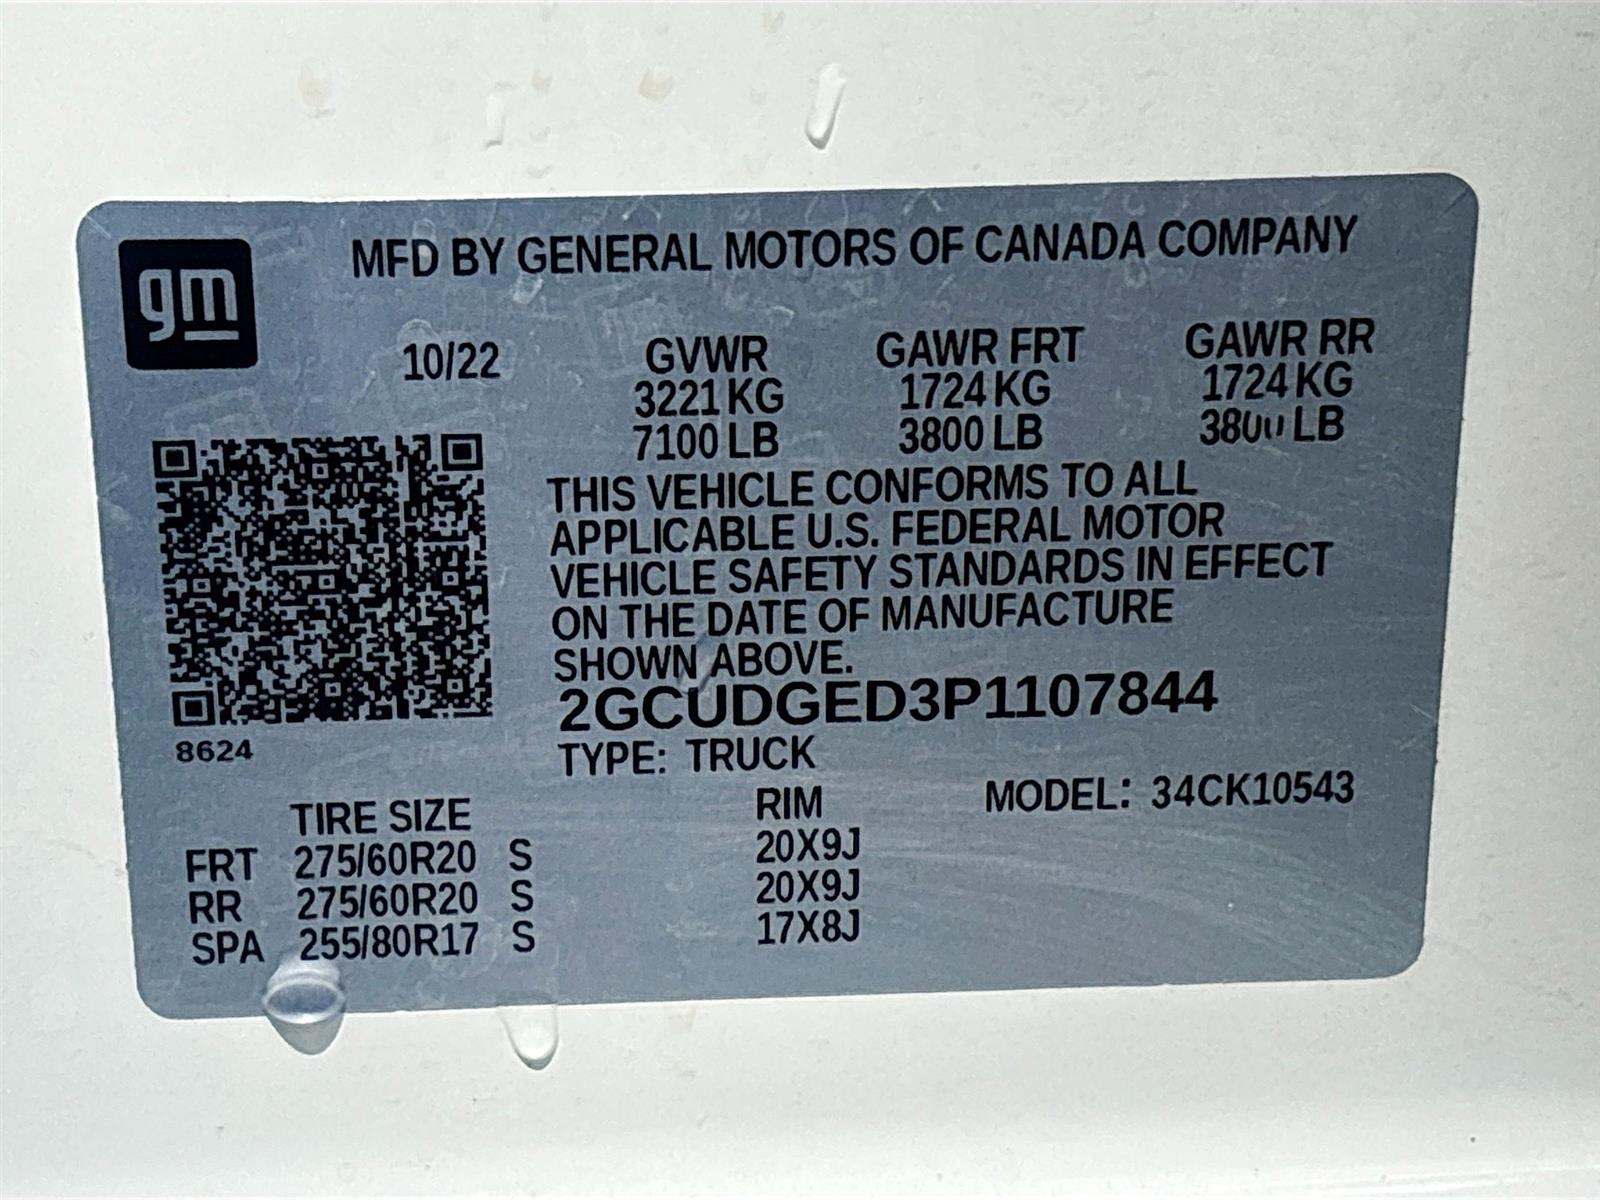 gm
MFD BY GENERAL MOTORS OF CANADA COMPANY
10/22 GVWR GAWR FRT GAWR RR
3221 KG 1724 KG 1724 KG
7100 LB 3800 LB 3800 LB
THIS VEHICLE CONFORMS TO ALL
APPLICABLE U.S. FEDERAL MOTOR
VEHICLE SAFETY STANDARDS IN EFFECT
ON THE DATE OF MANUFACTURE
SHOWN ABOVE.
2GCUDGED3P1107844
8624
TYPE: TRUCK
MODEL: 34CK10543
TIRE SIZE RIM
FRT 275/60R20 S 20X9J
RR 275/60R20 S 20X9J
SPA 255/80R17 S 17X8J